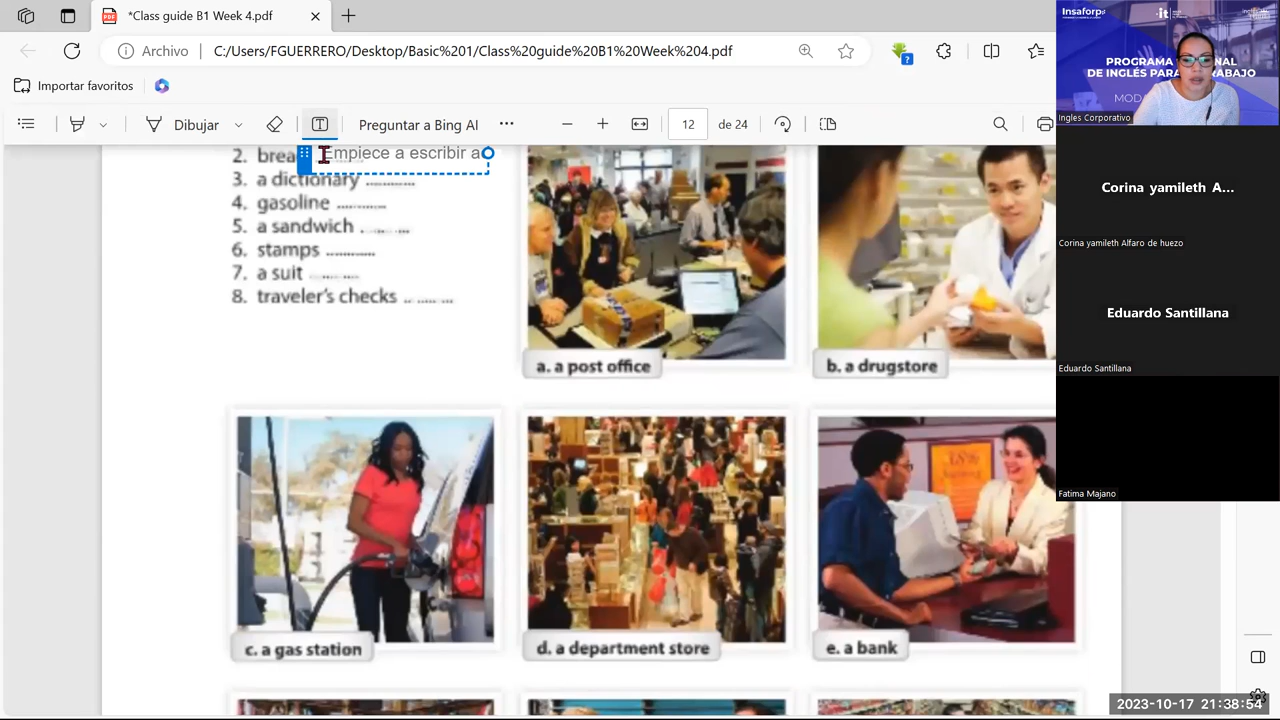 *Class guide B1 Week 4.pdf
Archivo
C:/Users/FGUERRERO/Desktop/Basic%201/Class%20guide%20B1%20Week%204.pdf
Importar favoritos
Dibujar
Preguntar a Bing AI
12
de 24
2. brea
Empiece a escribir a
3. a dictionary ............
4. gasoline ............
5. a sandwich ............
6. stamps ............
7. a suit ............
8. traveler's checks ............
a. a post office
b. a drugstore
c. a gas station
d. a department store
e. a bank
Insaforp
it
PROGRAMA NAL
DE INGLÉS PARA RABAJO
MOD
Ingles Corporativo
Corina yamileth A...
Corina yamileth Alfaro de huezo
Eduardo Santillana
Eduardo Santillana
Fatima Majano
2023-10-17 21:38:54